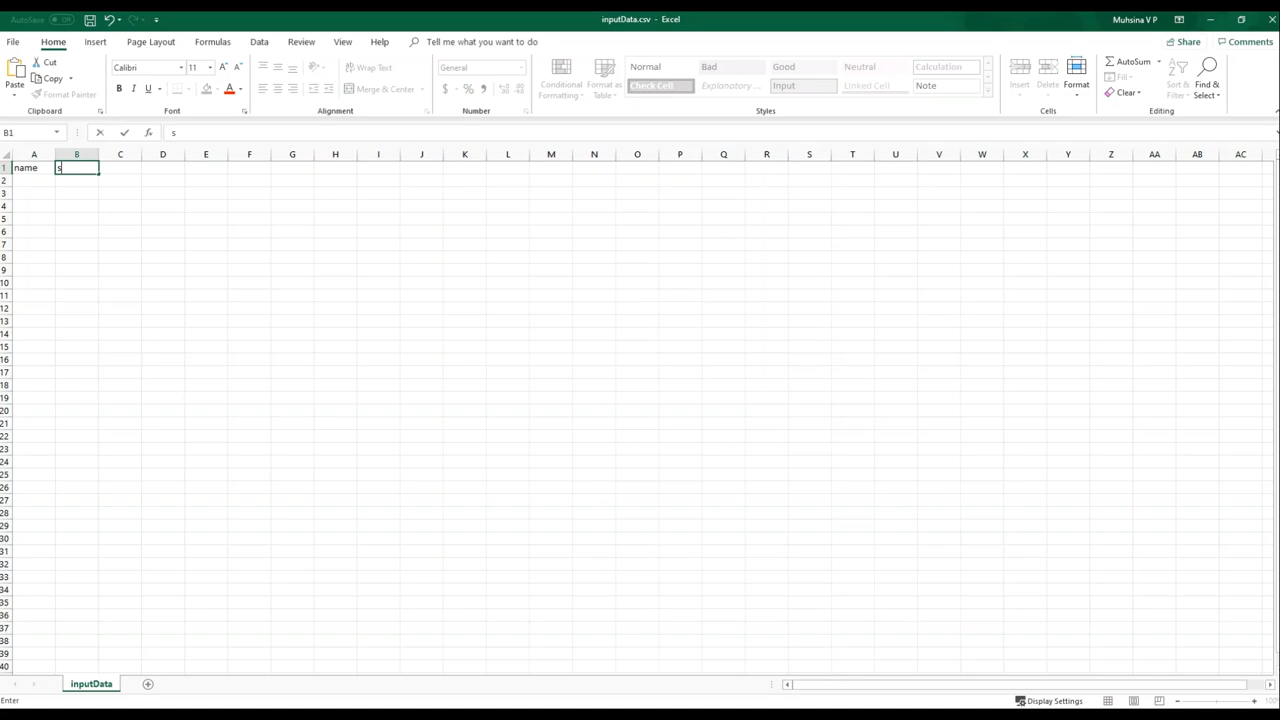 AutoSave Off inputData.csv - Excel Muhsina V P
File Home Insert Page Layout Formulas Data Review View Help Tell me what you want to do Share Comments
Paste Cut Copy Format Painter Clipboard
Calibri 11 B I U A Font
Wrap Text Merge & Center Alignment
General $ % Number
Conditional Formatting Format as Table Normal Bad Good Neutral Calculation
Check Cell Explanatory ... Input Linked Cell Note Styles
Insert Delete Format Cells
AutoSum Fill Clear Sort & Filter Find & Select Editing
B1 fx s
A B C D E F G H I J K L M N O P Q R S T U V W X Y Z AA AB AC
1 name s
2
3
4
5
6
7
8
9
10
11
12
13
14
15
16
17
18
19
20
21
22
23
24
25
26
27
28
29
30
31
32
33
34
35
36
37
38
39
40
inputData
Enter Display Settings 100%